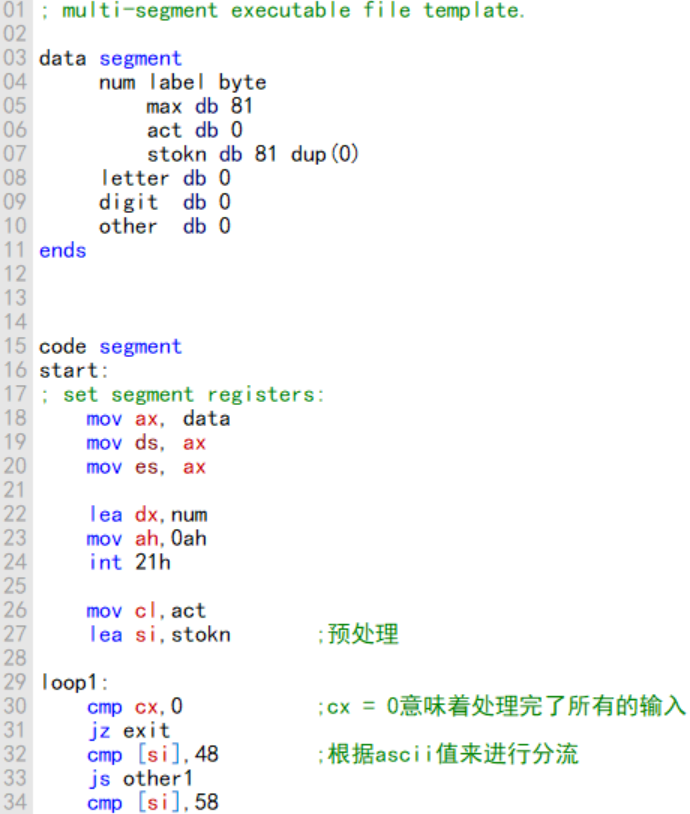 01 ; multi-segment executable file template.
02
03 data segment
04 num label byte
05 max db 81
06 act db 0
07 stokn db 81 dup(0)
08 letter db 0
09 digit db 0
10 other db 0
11 ends
12
13
14
15 code segment
16 start:
17 ; set segment registers:
18 mov ax, data
19 mov ds, ax
20 mov es, ax
21
22 lea dx,num
23 mov ah,0ah
24 int 21h
25
26 mov cl,act
27 lea si,stokn ;预处理
28
29 loop1:
30 cmp cx,0 ;cx = 0意味着处理完了所有的输入
31 jz exit
32 cmp [si],48 ;根据ascii值来进行分流
33 js other1
34 cmp [si],58